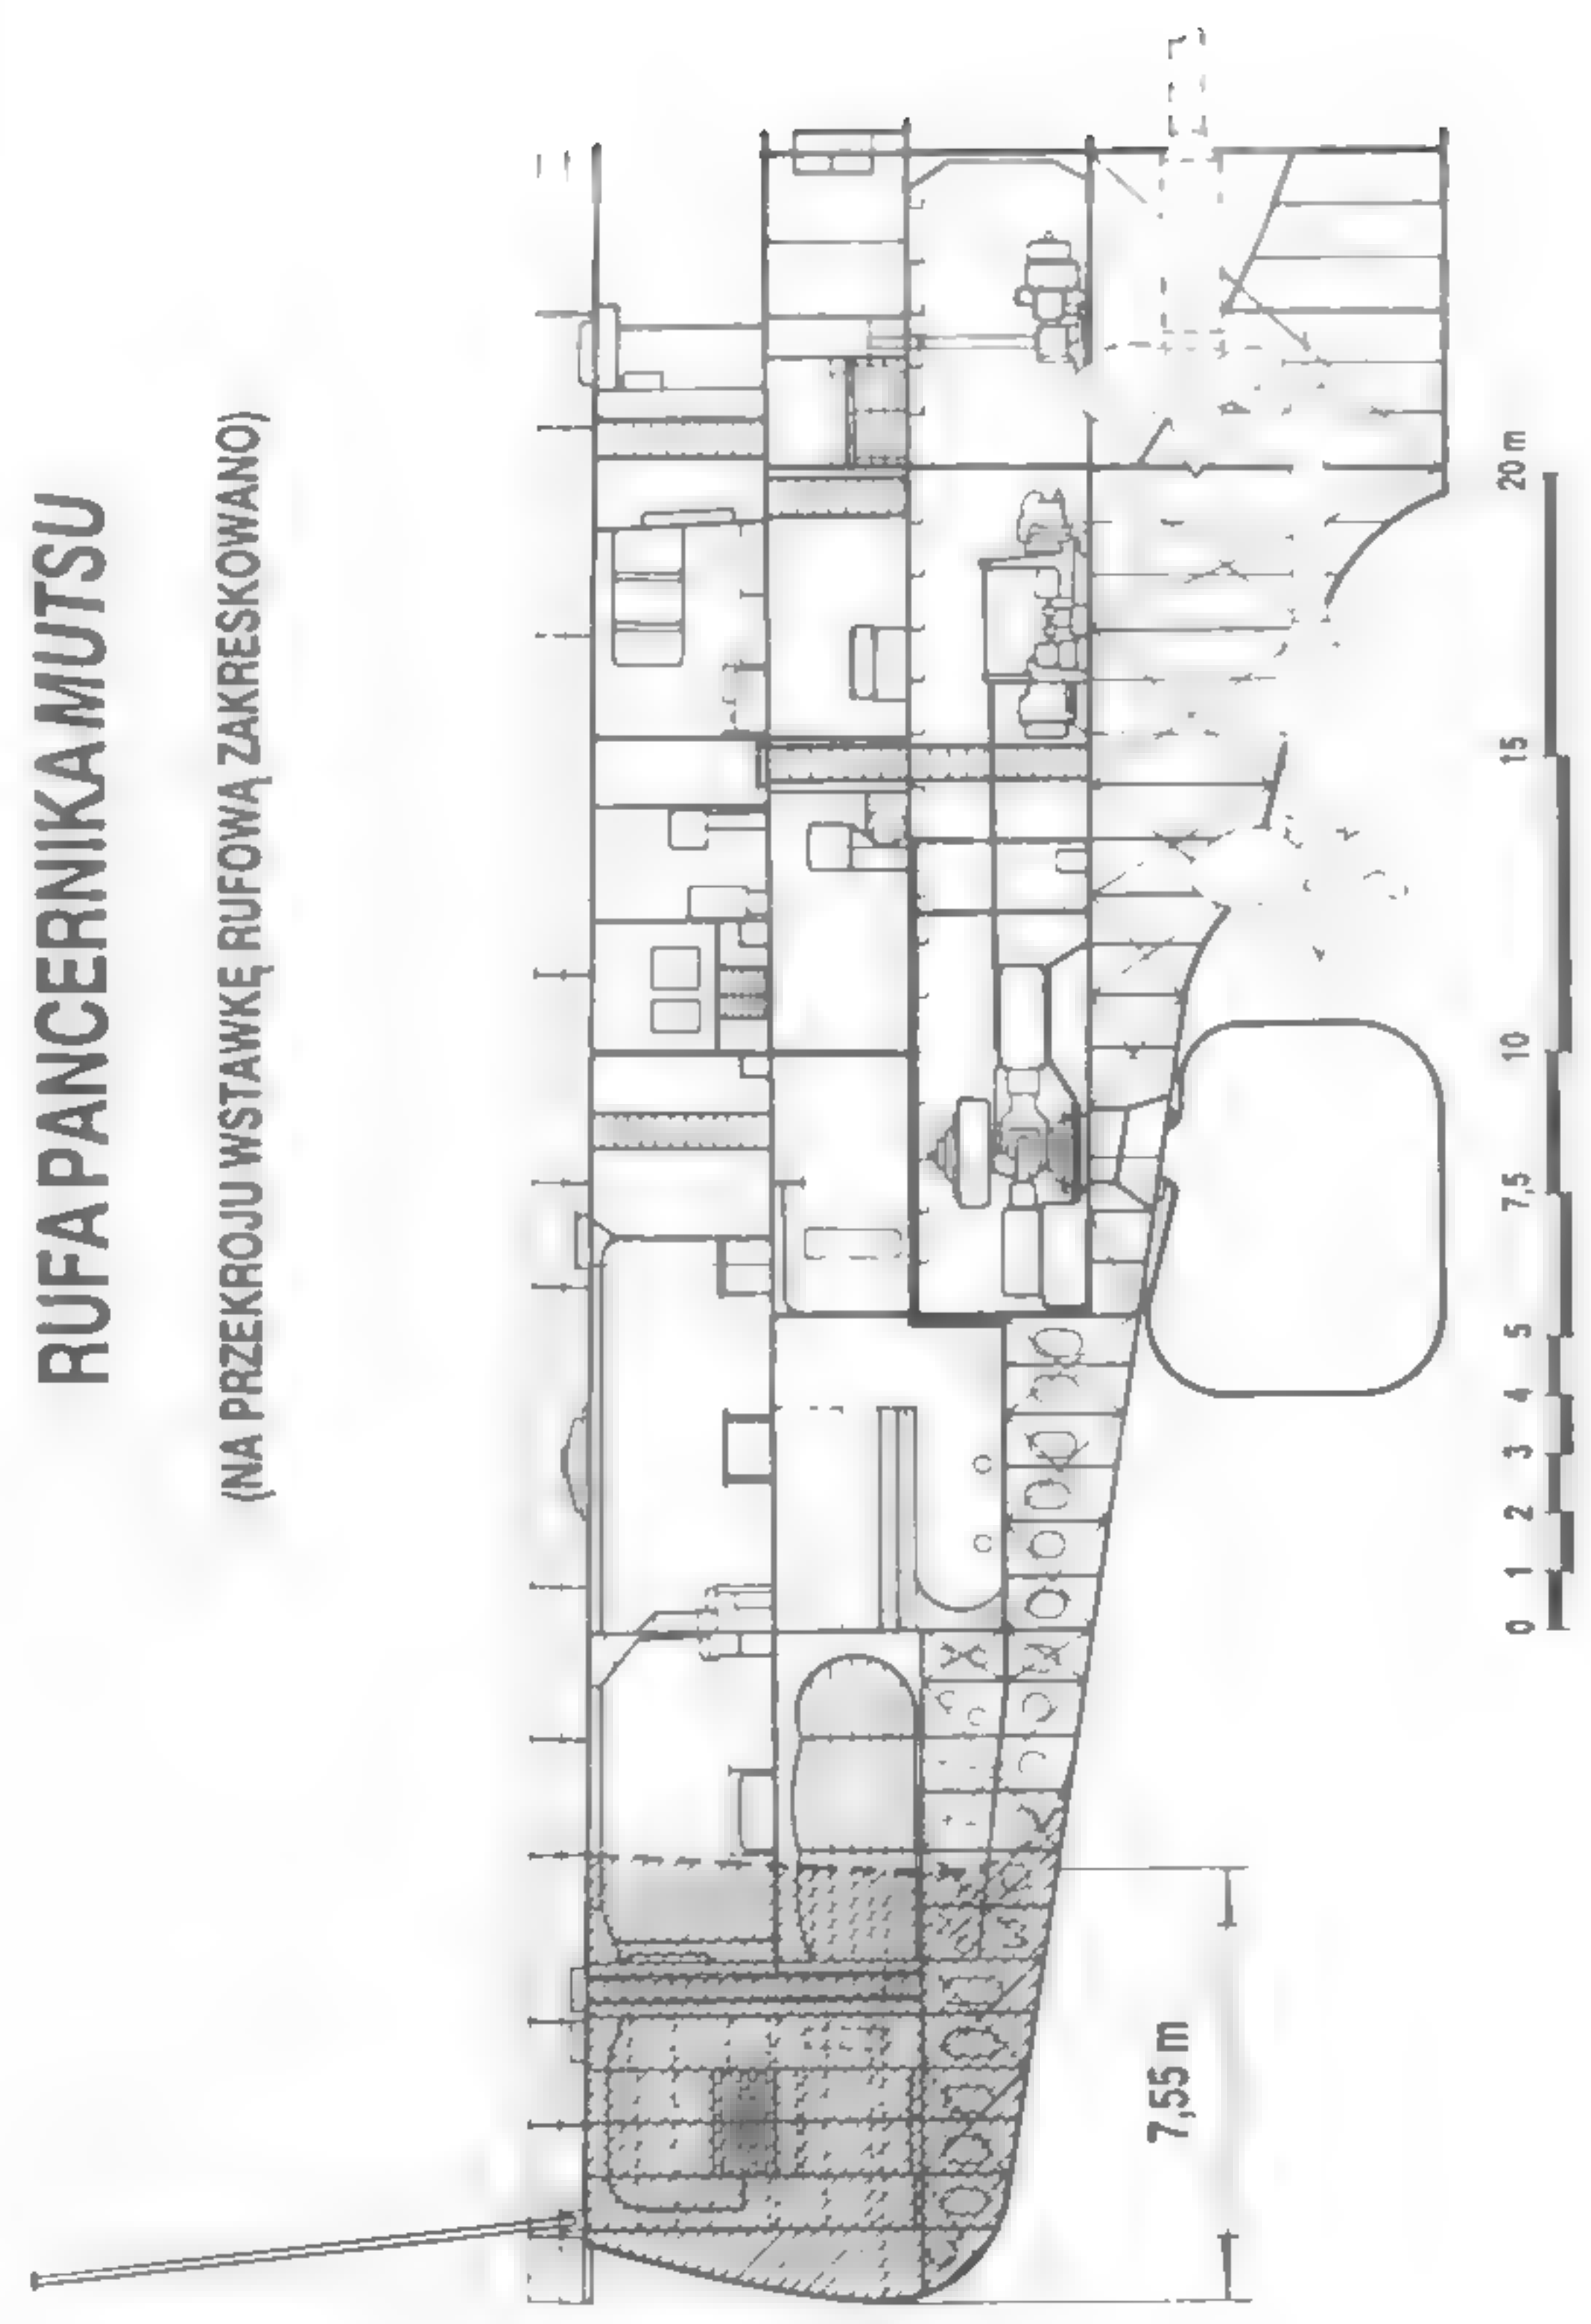 RUFA PANCERNIKA MUTSU
(NA PRZEKROJU WSTAWKĘ RUFOWĄ ZAKRESKOWANO)
7,55 m
0 1 2 3 4 5 7,5 10 15 20 m